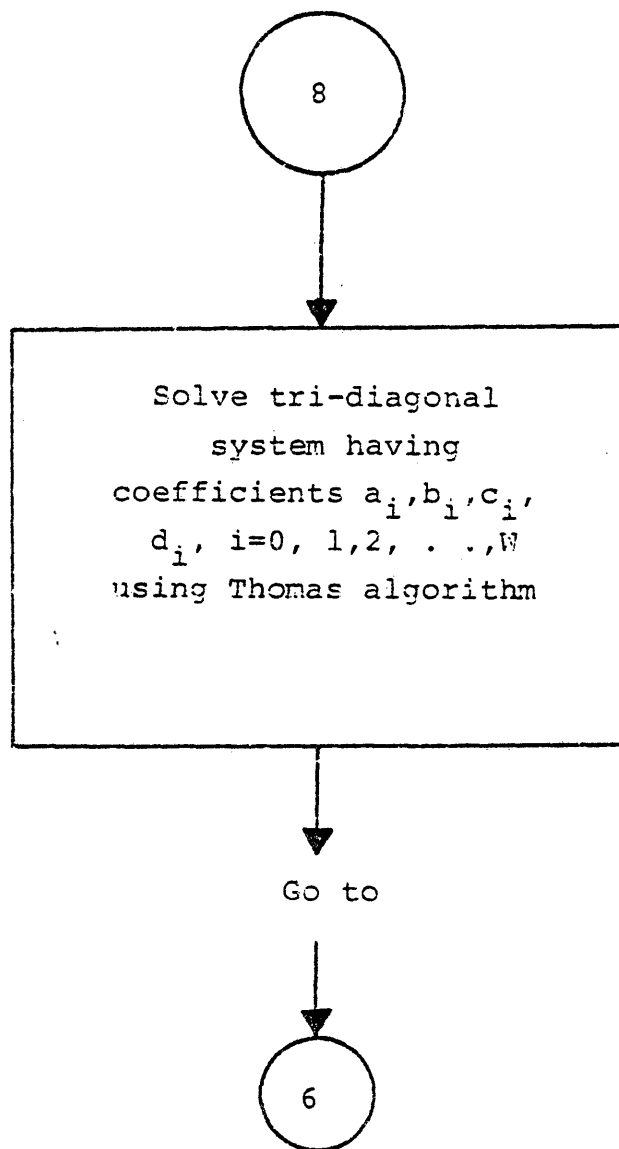 8
Solve tri-diagonal
system having
coefficients a_i,b_i,c_i,
d_i, i=0, 1,2, . .,W
using Thomas algorithm
Go to
6